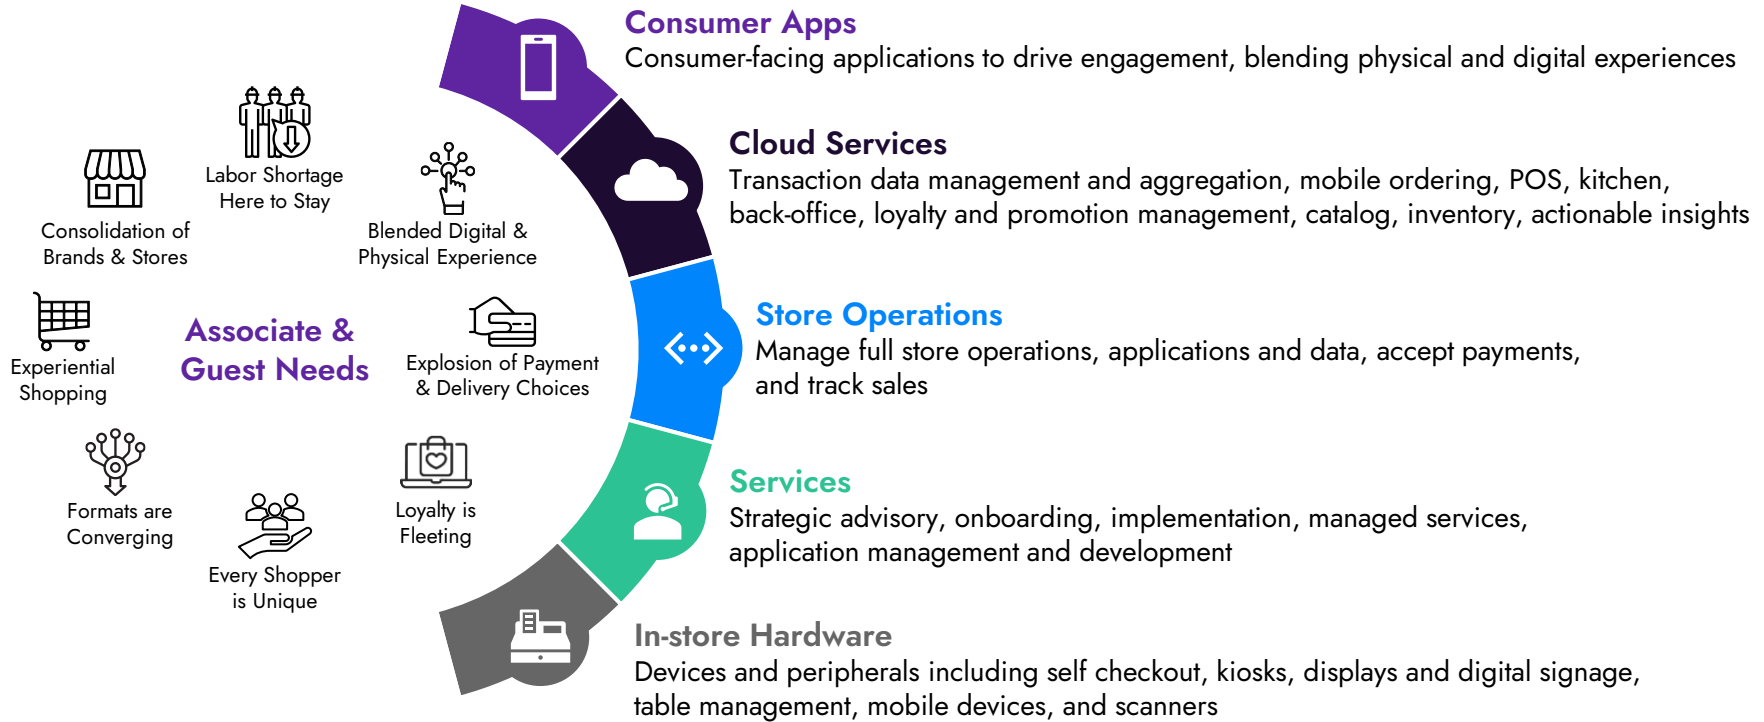 Consumer Apps
Consumer-facing applications to drive engagement, blending physical and digital experiences
Cloud Services
Transaction data management and aggregation, mobile ordering, POS, kitchen,
back-office, loyalty and promotion management, catalog, inventory, actionable insights
Store Operations
Manage full store operations, applications and data, accept payments,
and track sales
Services
Strategic advisory, onboarding, implementation, managed services,
application management and development
In-store Hardware
Devices and peripherals including self checkout, kiosks, displays and digital signage,
table management, mobile devices, and scanners
Associate &
Guest Needs
Labor Shortage
Here to Stay
Blended Digital &
Physical Experience
Explosion of Payment
& Delivery Choices
Loyalty is
Fleeting
Every Shopper
is Unique
Formats are
Converging
Experiential
Shopping
Consolidation of
Brands & Stores